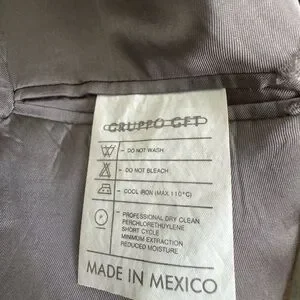 GRUPPO GFT
- DO NOT WASH
- DO NOT BLEACH
- COOL IRON (MAX 110°C)
- PROFESSIONAL DRY CLEAN
PERCHLORETHYLENE
SHORT CYCLE
MINIMUM EXTRACTION
REDUCED MOISTURE
MADE IN MEXICO